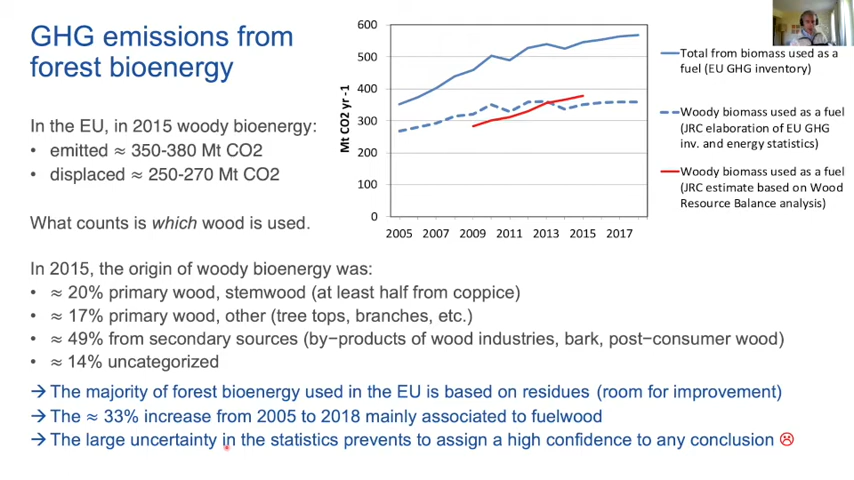 GHG emissions from
forest bioenergy
In the EU, in 2015 woody bioenergy:
• emitted ≈ 350-380 Mt CO2
• displaced ≈ 250-270 Mt CO2
What counts is which wood is used.
Mt CO2 yr -1
600
500
400
300
200
100
0
2005 2007 2009 2011 2013 2015 2017
Total from biomass used as a
fuel (EU GHG inventory)
Woody biomass used as a fuel
(JRC elaboration of EU GHG
inv. and energy statistics)
Woody biomass used as a fuel
(JRC estimate based on Wood
Resource Balance analysis)
In 2015, the origin of woody bioenergy was:
• ≈ 20% primary wood, stemwood (at least half from coppice)
• ≈ 17% primary wood, other (tree tops, branches, etc.)
• ≈ 49% from secondary sources (by−products of wood industries, bark, post−consumer wood)
• ≈ 14% uncategorized
→ The majority of forest bioenergy used in the EU is based on residues (room for improvement)
→ The ≈ 33% increase from 2005 to 2018 mainly associated to fuelwood
→ The large uncertainty in the statistics prevents to assign a high confidence to any conclusion ☹